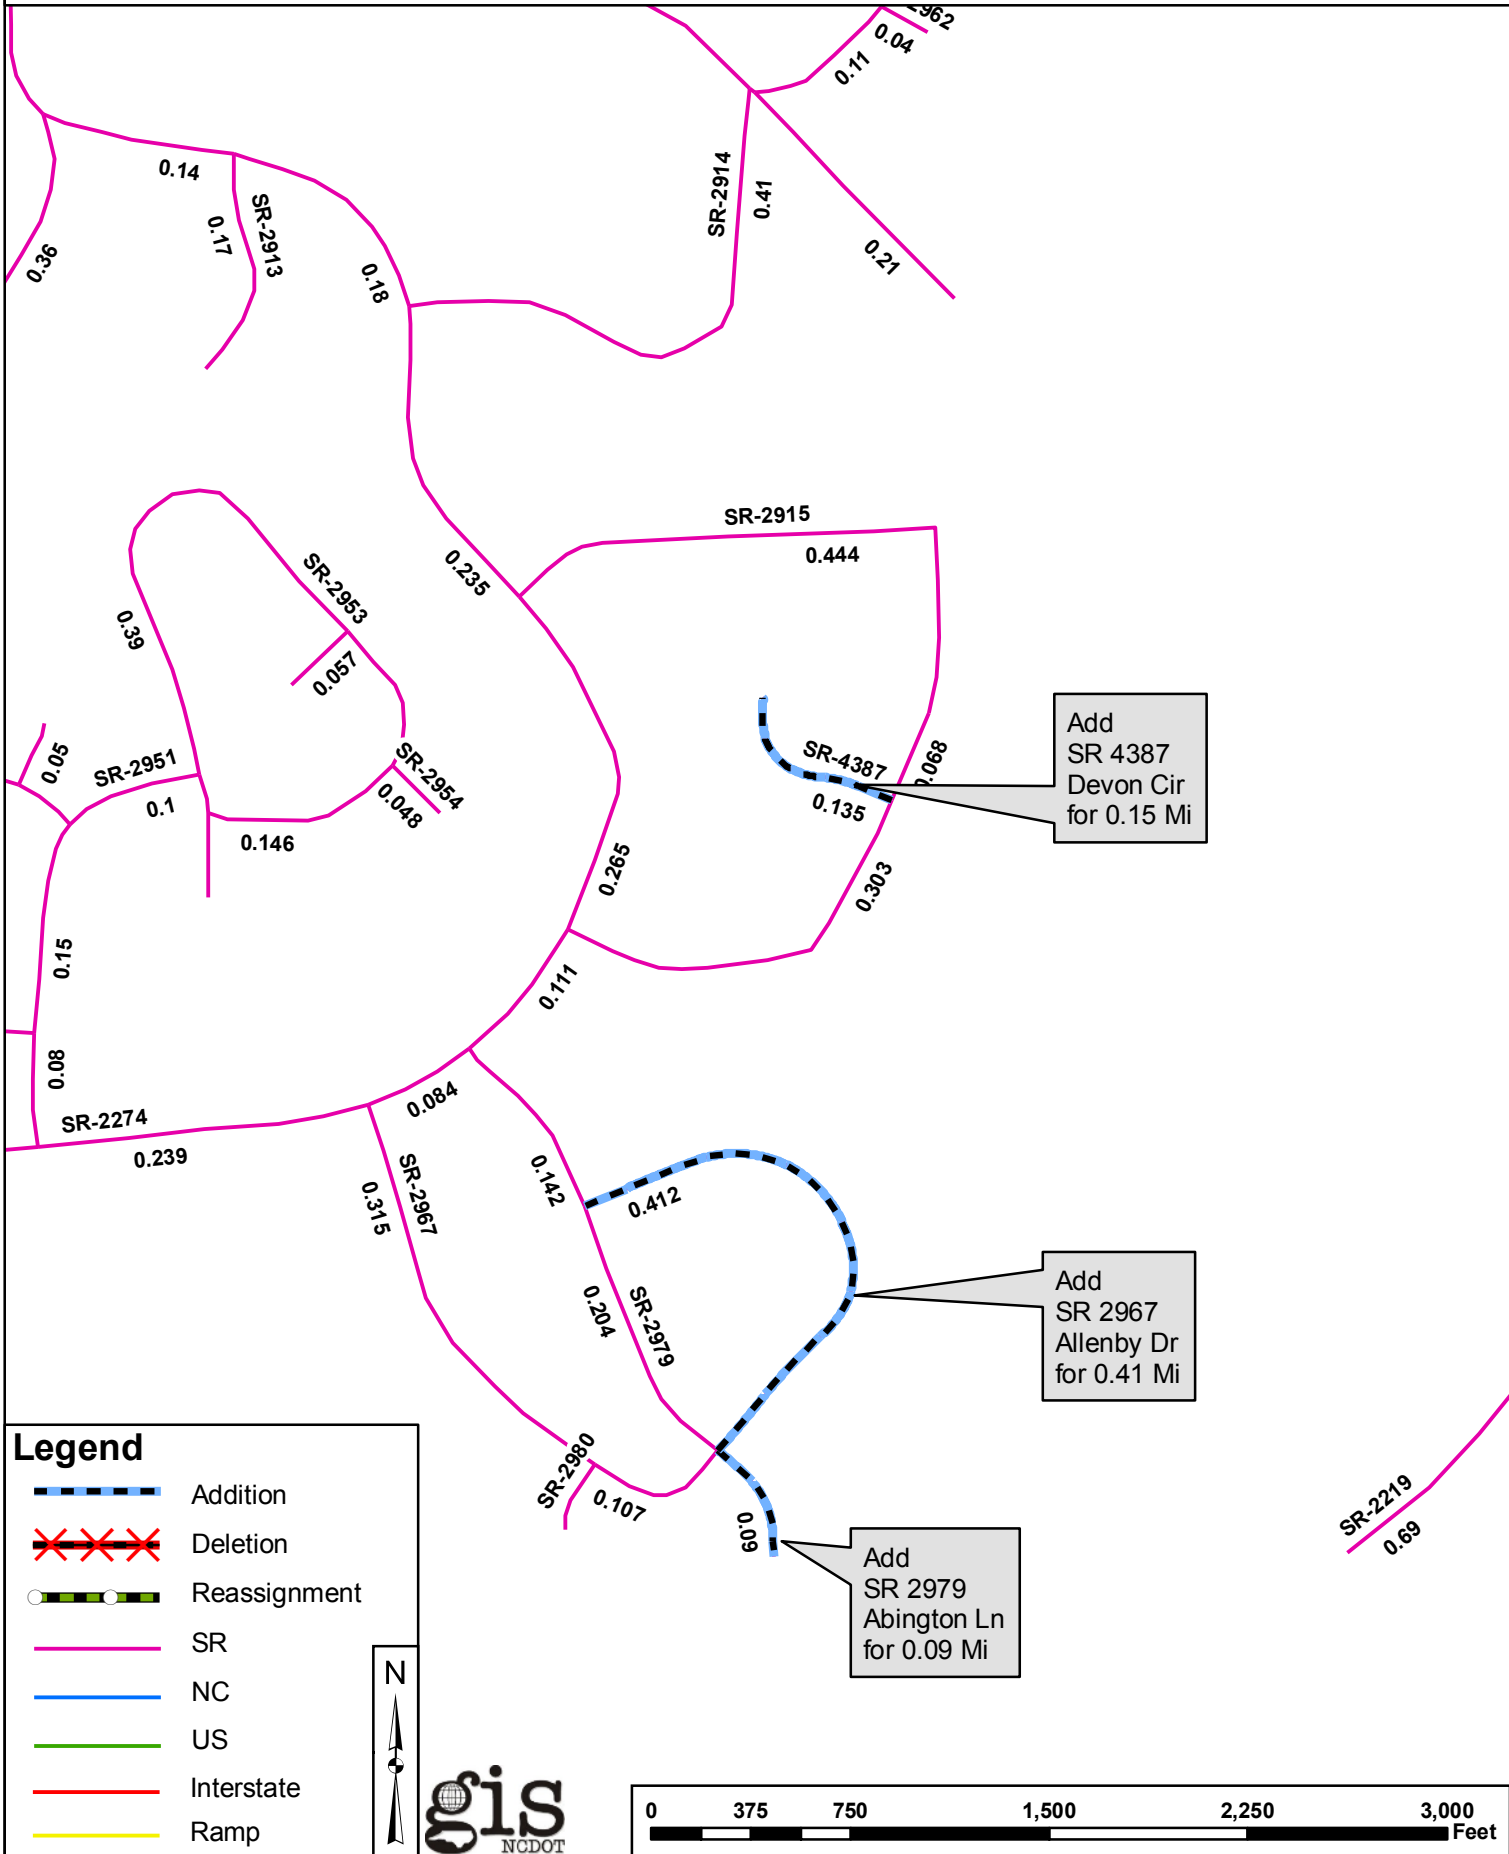 2962
0.04
0.11
0.14
SR-2913
0.17
0.36
0.18
SR-2914
0.41
0.21
SR-2915
0.444
0.235
SR-2953
0.39
0.057
0.05
SR-2951
0.1
SR-2954
0.048
0.146
SR-4387
0.068
0.135
Add
SR 4387
Devon Cir
for 0.15 Mi
0.265
0.303
0.15
0.111
0.08
0.084
SR-2274
0.239
SR-2967
0.315
0.142
0.412
SR-2979
0.204
Add
SR 2967
Allenby Dr
for 0.41 Mi
SR-2980
0.107
0.09
Add
SR 2979
Abington Ln
for 0.09 Mi
SR-2219
0.69
Legend
Addition
Deletion
Reassignment
SR
NC
US
Interstate
Ramp
N
gis
NCDOT
0 375 750 1,500 2,250 3,000
Feet